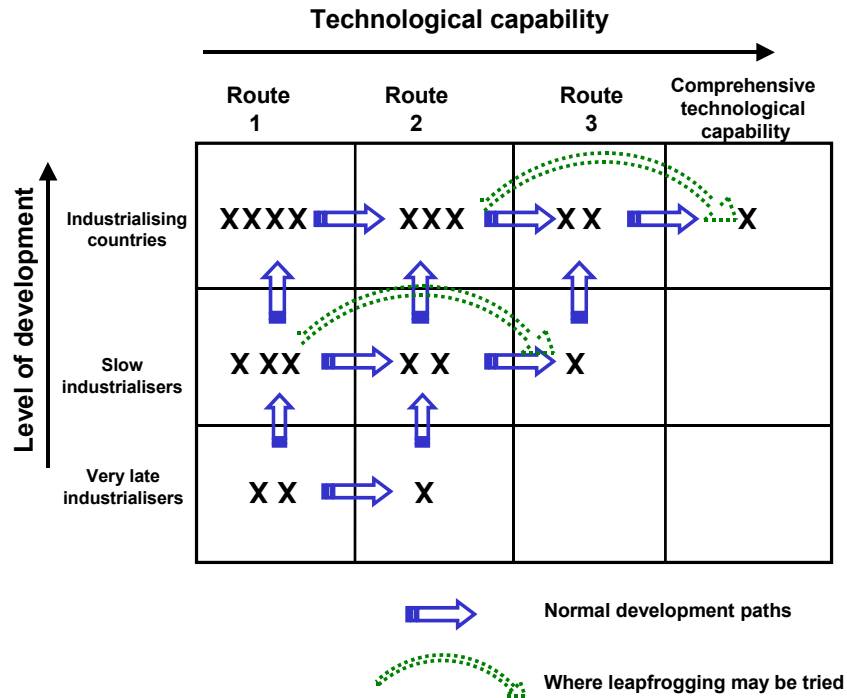 Technological capability
Level of development
Route
1
Route
2
Route
3
Comprehensive
technological
capability
Industrialising
countries
XXXX
XXX
XX
X
Slow
industrialisers
X XX
X X
X
Very late
industrialisers
X X
X
Normal development paths
Where leapfrogging may be tried